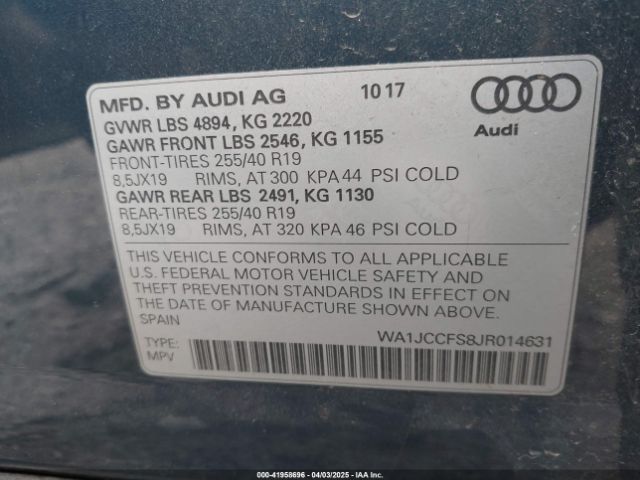 MFD. BY AUDI AG 10 17
GVWR LBS 4894, KG 2220
GAWR FRONT LBS 2546, KG 1155
FRONT-TIRES 255/40 R19
8,5JX19 RIMS, AT 300 KPA 44 PSI COLD
GAWR REAR LBS 2491, KG 1130
REAR-TIRES 255/40 R19
8,5JX19 RIMS, AT 320 KPA 46 PSI COLD
Audi
THIS VEHICLE CONFORMS TO ALL APPLICABLE
U.S. FEDERAL MOTOR VEHICLE SAFETY AND
THEFT PREVENTION STANDARDS IN EFFECT ON
THE DATE OF MANUFACTURE SHOWN ABOVE.
SPAIN
TYPE: WA1JCCFS8JR014631
MPV
000-41958696 - 04/03/2025 - IAA Inc.